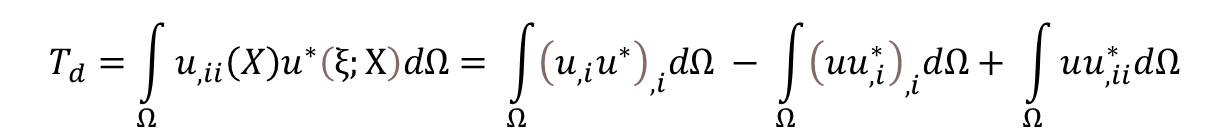 T_d = ∫_Ω u_{,ii}(X)u^*(ξ;X)dΩ = ∫_Ω (u_{,i}u^*)_{,i}dΩ − ∫_Ω (uu^*_{,i})_{,i}dΩ + ∫_Ω uu^*_{,ii}dΩ